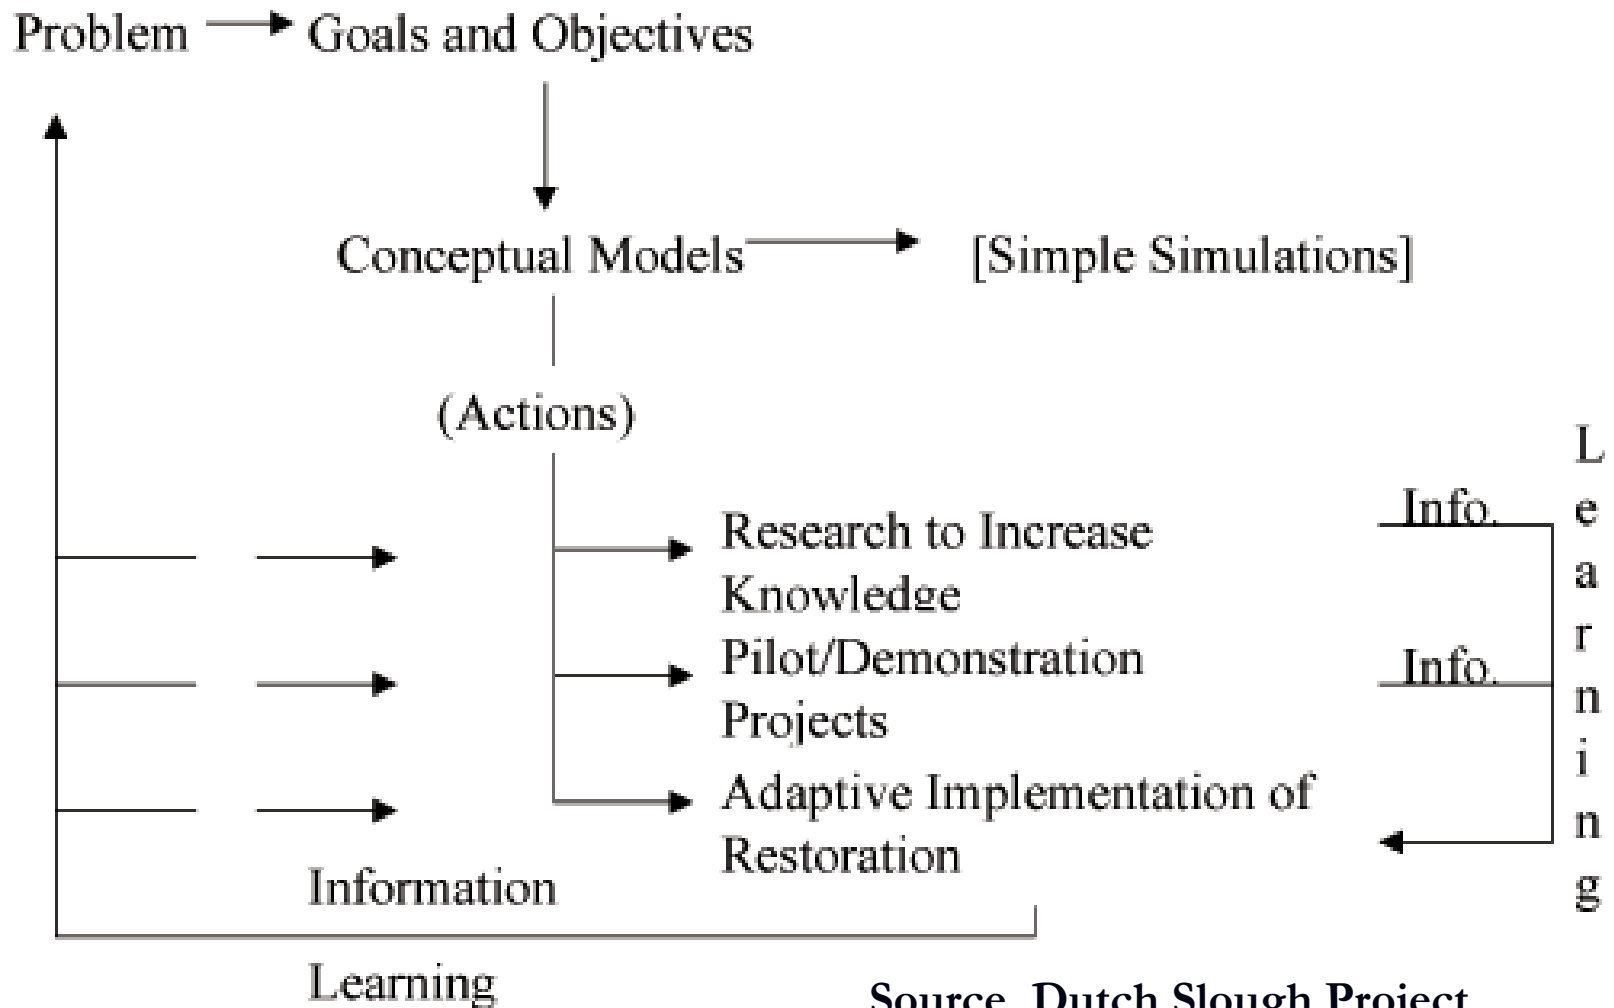 Problem Goals and Objectives
Conceptual Models [Simple Simulations]
(Actions)
Research to Increase
Knowledge
Pilot/Demonstration
Projects
Adaptive Implementation of
Restoration
Info.
Info.
Learning
Information
Learning
Source. Dutch Slough Project